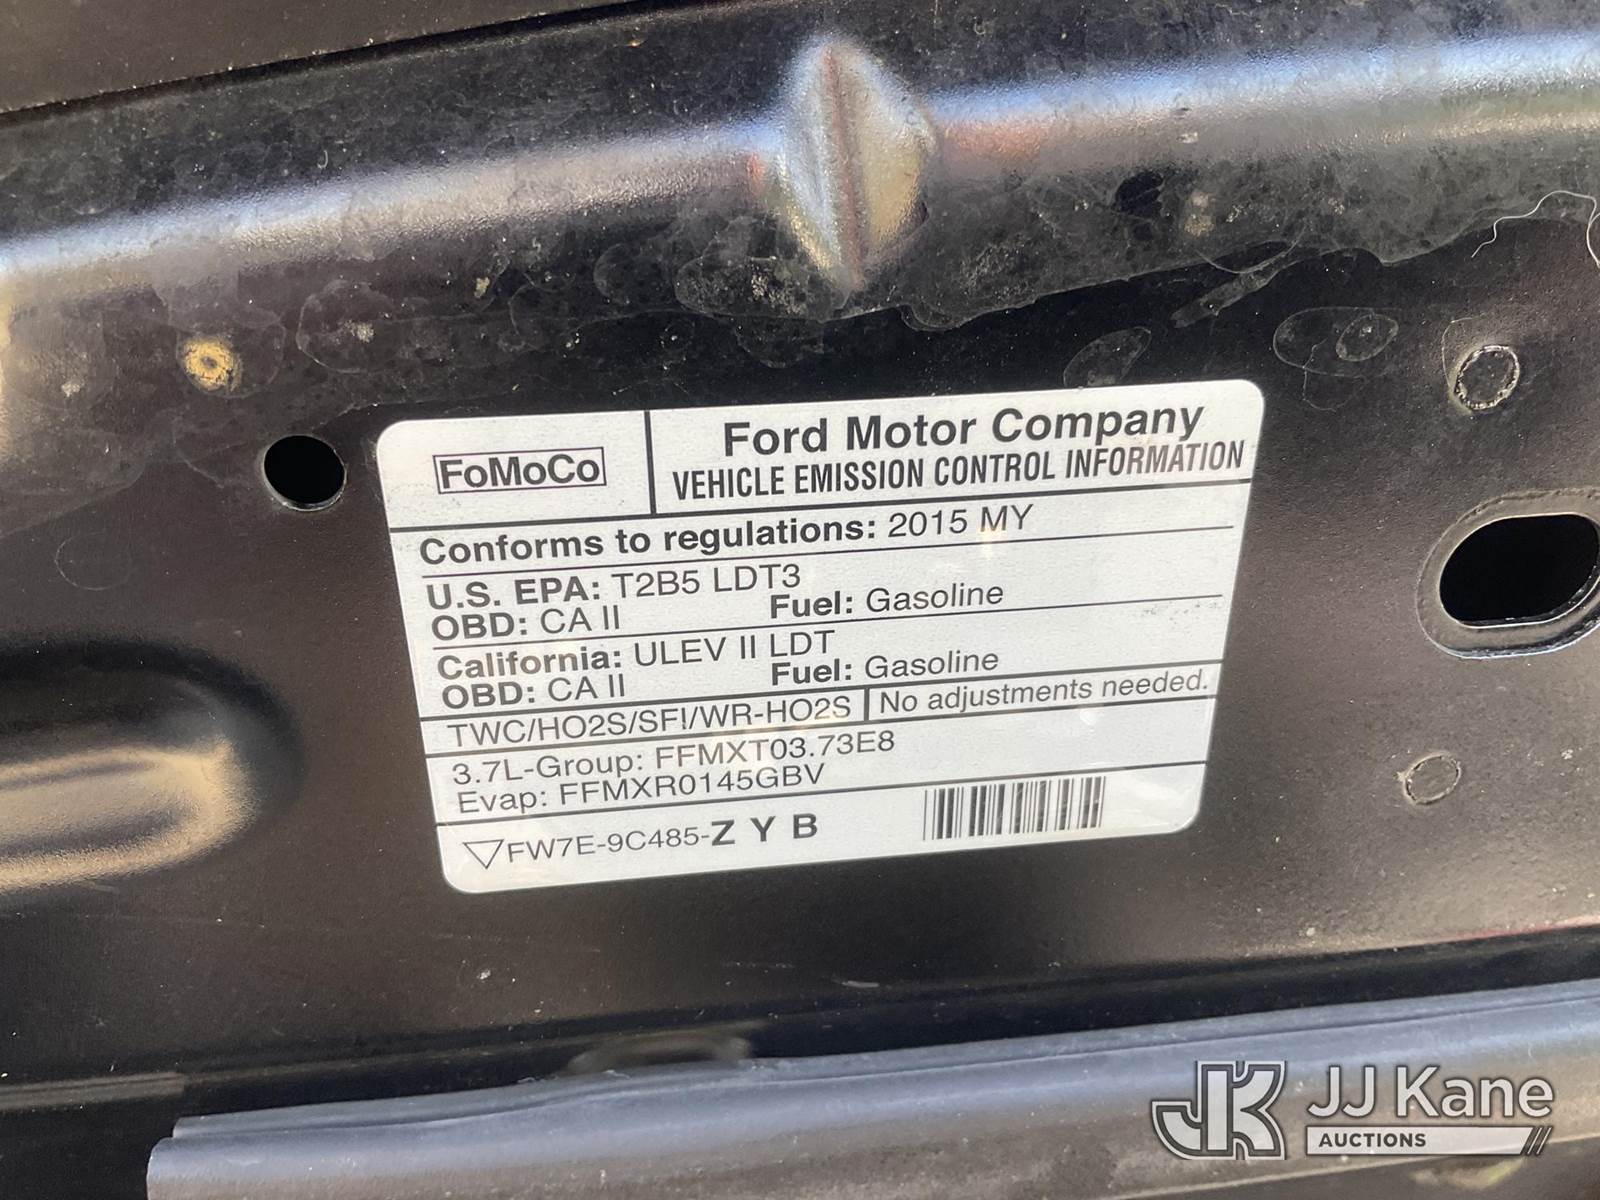 FoMoCo
Ford Motor Company
VEHICLE EMISSION CONTROL INFORMATION
Conforms to regulations: 2015 MY
U.S. EPA: T2B5 LDT3
OBD: CA II Fuel: Gasoline
California: ULEV II LDT
OBD: CA II Fuel: Gasoline
TWC/HO2S/SFI/WR-HO2S No adjustments needed.
3.7L-Group: FFMXT03.73E8
Evap: FFMXR0145GBV
FW7E-9C485-Z Y B
JK JJ Kane
AUCTIONS